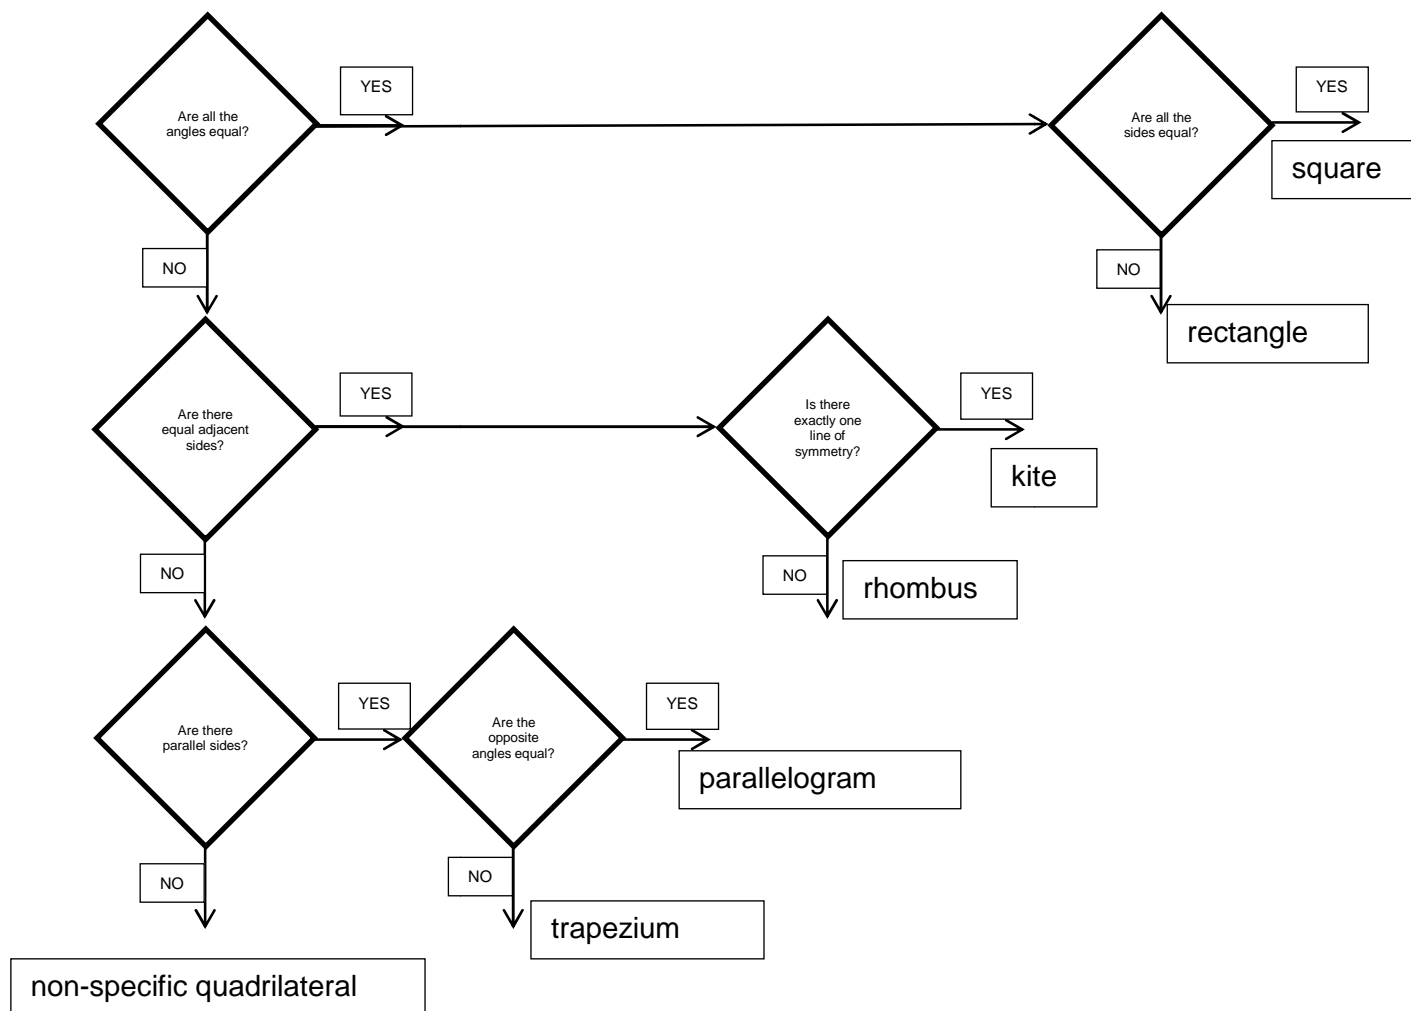 YES
Are all the
angles equal?
YES
Are all the
sides equal?
square
NO
NO
rectangle
YES
Are there
equal adjacent
sides?
YES
Is there
exactly one
line of
symmetry?
kite
NO
NO
rhombus
YES
Are there
parallel sides?
YES
Are the
opposite
angles equal?
parallelogram
NO
NO
trapezium
non-specific quadrilateral